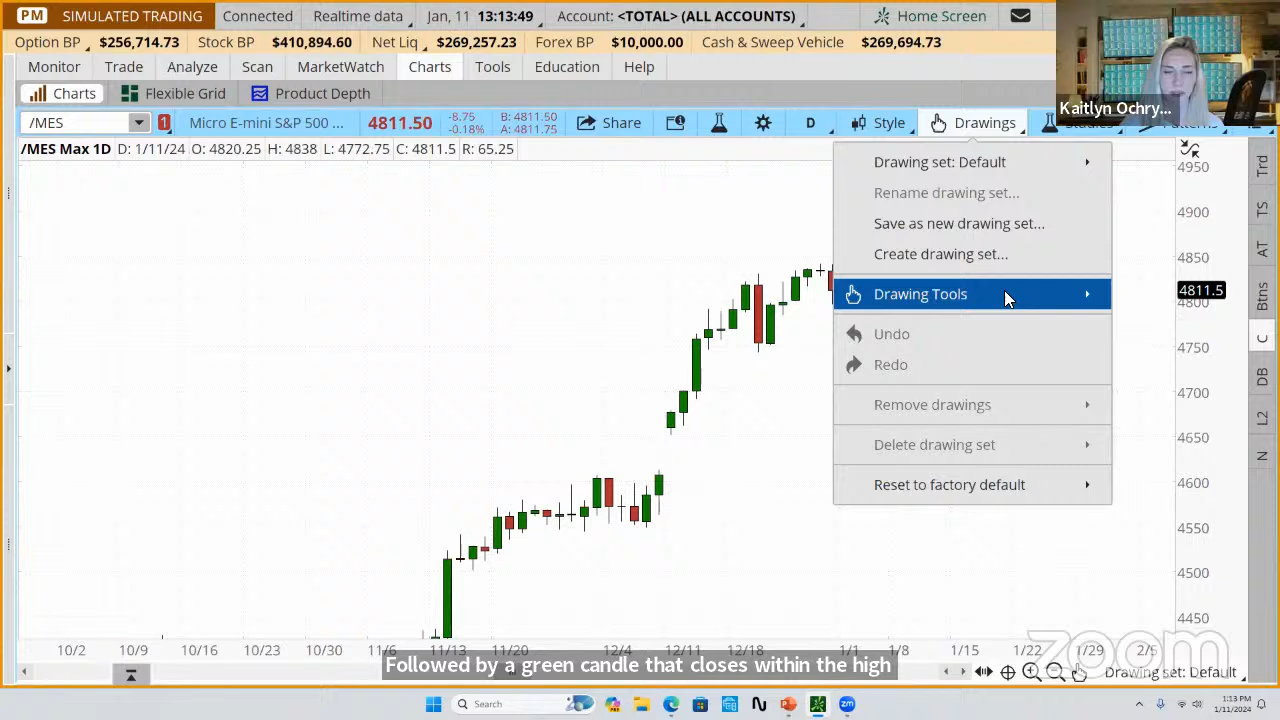 PM SIMULATED TRADING Connected Realtime data Jan, 11 13:13:49 Account: <TOTAL> (ALL ACCOUNTS) Home Screen
Option BP $256,714.73 Stock BP $410,894.60 Net Liq $269,257.23 Forex BP $10,000.00 Cash & Sweep Vehicle $269,694.73
Monitor Trade Analyze Scan MarketWatch Charts Tools Education Help
Kaitlyn Ochry...
Charts Flexible Grid Product Depth
/MES 1 Micro E-mini S&P 500 ... 4811.50 -8.75 B: 4811.50
-0.18% A: 4811.75
Share D Style Drawings Studies Patterns
/MES Max 1D D: 1/11/24 O: 4820.25 H: 4838 L: 4772.75 C: 4811.5 R: 65.25
Drawing set: Default
Rename drawing set...
Save as new drawing set...
Create drawing set...
Drawing Tools
Undo
Redo
Remove drawings
Delete drawing set
Reset to factory default
4950
4900
4850
4811.5
4800
4750
4700
4650
4600
4550
4500
4450
Trd
TS
AT
Btns
C
DB
L2
N
10/2 10/9 10/16 10/23 10/30 11/6 11/13 11/20 12/4 12/11 12/18 1/1 1/8 1/15 1/22 1/29 2/5
zoom
Followed by a green candle that closes within the high
Drawing set: Default
Search
1:13 PM
1/11/2024